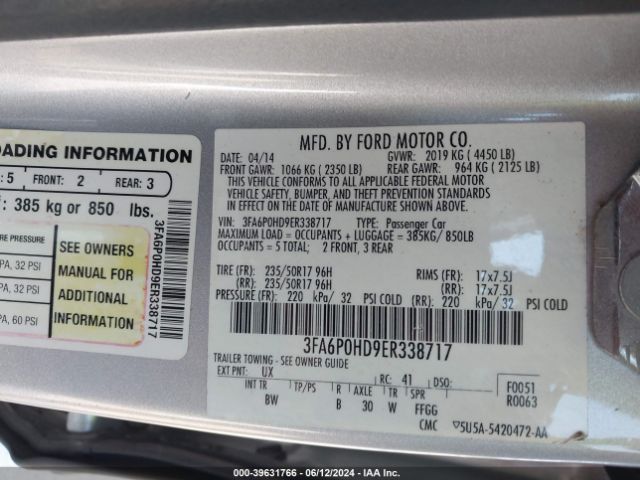 OADING INFORMATION
: 5 FRONT: 2 REAR: 3
: 385 kg or 850 lbs.
E PRESSURE
PA, 32 PSI
PA, 32 PSI
PA, 60 PSI
SEE OWNERS
MANUAL FOR
ADDITIONAL
INFORMATION
3FA6P0HD9ER338717
MFD. BY FORD MOTOR CO.
DATE: 04/14 GVWR: 2019 KG ( 4450 LB)
FRONT GAWR: 1066 KG ( 2350 LB) REAR GAWR: 964 KG ( 2125 LB)
THIS VEHICLE CONFORMS TO ALL APPLICABLE FEDERAL MOTOR
VEHICLE SAFETY, BUMPER, AND THEFT PREVENTION STANDARDS
IN EFFECT ON THE DATE OF MANUFACTURE SHOWN ABOVE.
VIN: 3FA6P0HD9ER338717 TYPE: Passenger Car
MAXIMUM LOAD = OCCUPANTS + LUGGAGE = 385KG/ 850LB
OCCUPANTS = 5 TOTAL; 2 FRONT, 3 REAR
TIRE (FR): 235/50R17 96H RIMS (FR): 17x7.5J
(RR): 235/50R17 96H (RR): 17x7.5J
PRESSURE (FR): 220 kPa/ 32 PSI COLD (RR): 220 kPa/ 32 PSI COLD
3FA6P0HD9ER338717
TRAILER TOWING - SEE OWNER GUIDE
EXT PNT: UX RC: 41 DSO: F0051
INT TR TP/PS R AXLE TR SPR R0063
BW B 30 W FFGG
CMC 5U5A-5420472-AA
000-39631766 - 06/12/2024 - IAA Inc.